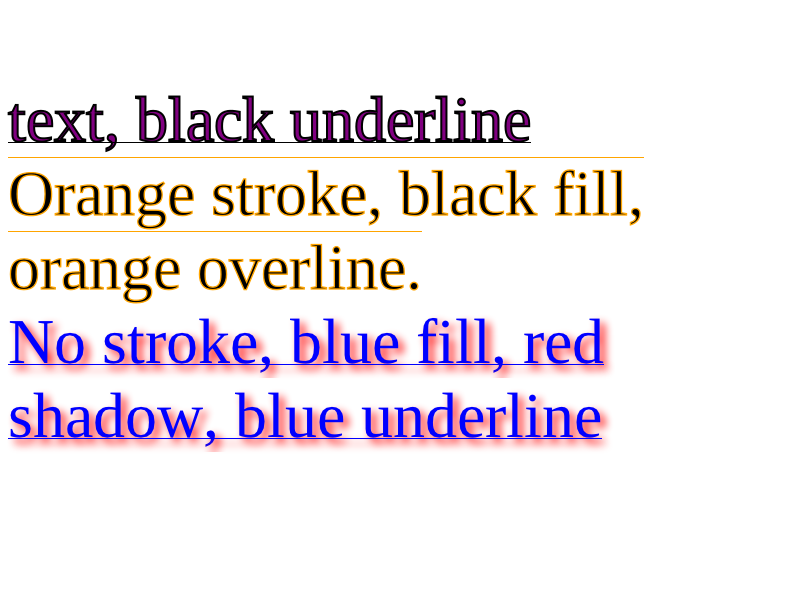 text, black underline
Orange stroke, black fill,
orange overline.
No stroke, blue fill, red
shadow, blue underline